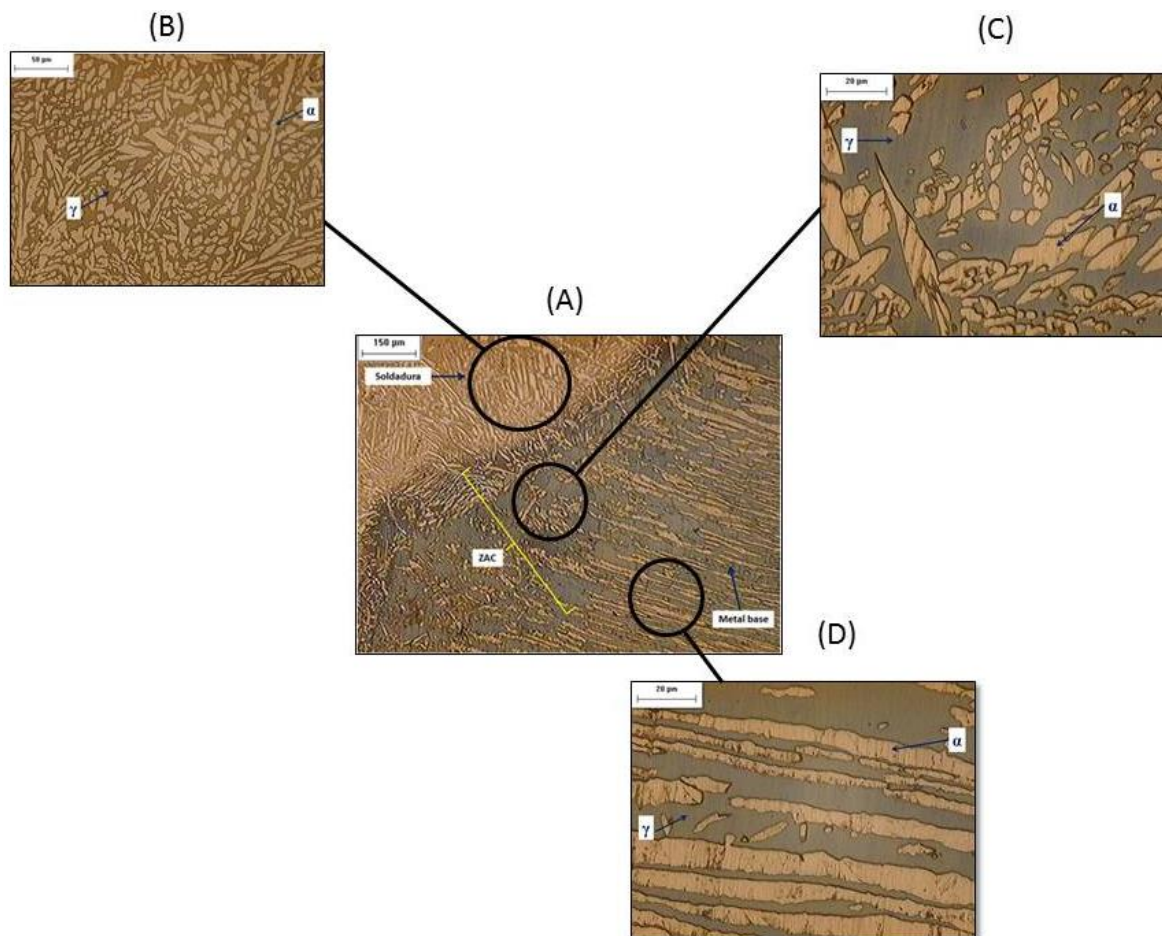 (B)
50 µm
α
γ
(C)
20 µm
γ
α
(A)
150 µm
Soldadura
ZAC
Metal base
(D)
20 µm
α
γ